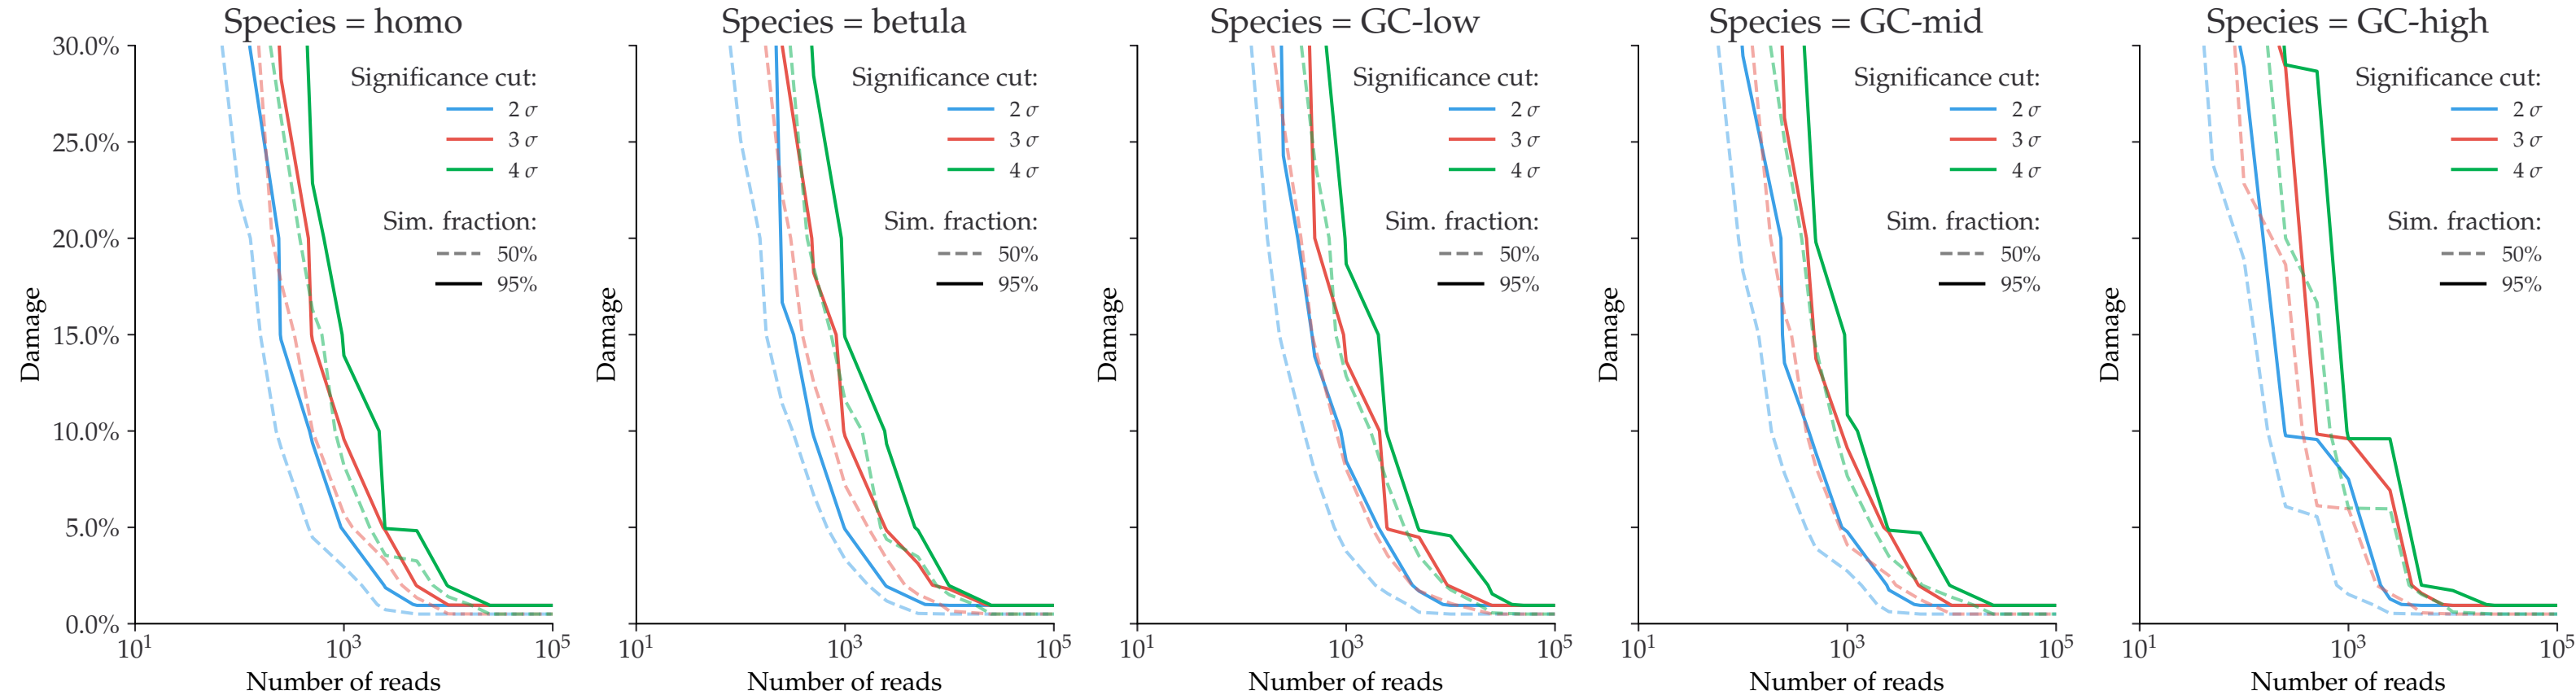 Species = homo
30.0%
25.0%
20.0%
15.0%
10.0%
5.0%
0.0%
Damage
Significance cut:
2 σ
3 σ
4 σ
Sim. fraction:
50%
95%
10^1
10^3
10^5
Number of reads
Species = betula
Damage
Significance cut:
2 σ
3 σ
4 σ
Sim. fraction:
50%
95%
10^1
10^3
10^5
Number of reads
Species = GC-low
Damage
Significance cut:
2 σ
3 σ
4 σ
Sim. fraction:
50%
95%
10^1
10^3
10^5
Number of reads
Species = GC-mid
Damage
Significance cut:
2 σ
3 σ
4 σ
Sim. fraction:
50%
95%
10^1
10^3
10^5
Number of reads
Species = GC-high
Damage
Significance cut:
2 σ
3 σ
4 σ
Sim. fraction:
50%
95%
10^1
10^3
10^5
Number of reads